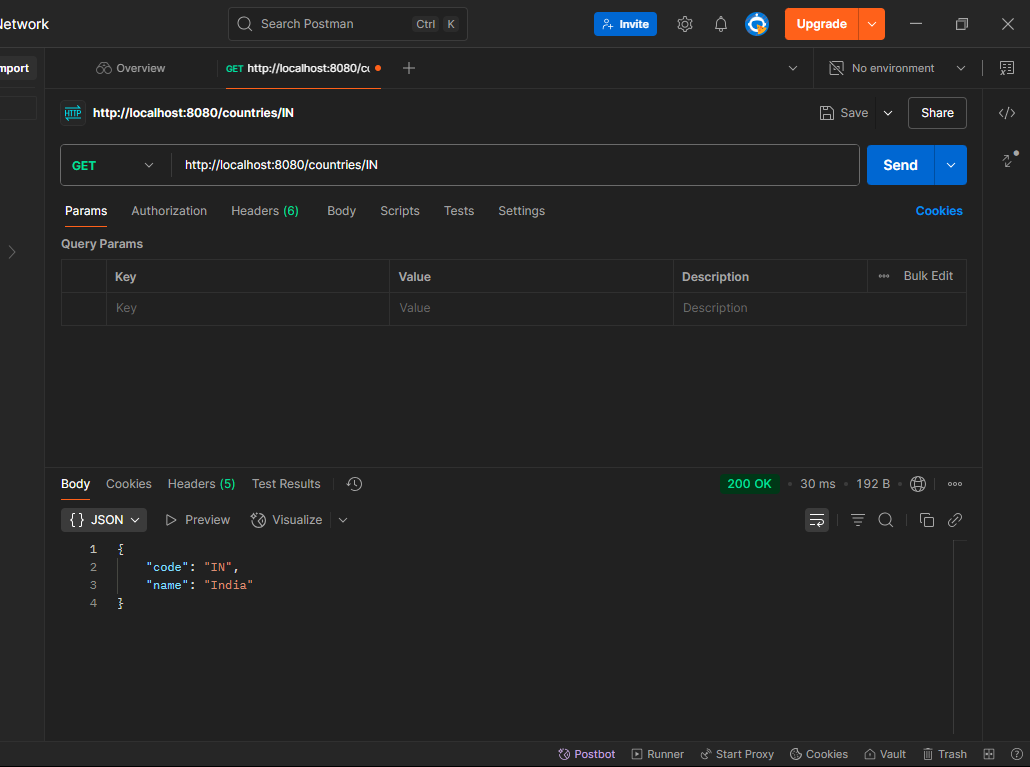 Network
Search Postman Ctrl K
Invite
Upgrade
Import
Overview
GET http://localhost:8080/co
No environment
HTTP http://localhost:8080/countries/IN
Save
Share
GET http://localhost:8080/countries/IN
Send
Params Authorization Headers (6) Body Scripts Tests Settings
Cookies
Query Params
Key Value Description Bulk Edit
Key Value Description
Body Cookies Headers (5) Test Results
200 OK • 30 ms • 192 B •
{} JSON Preview Visualize
1 {
2 "code": "IN",
3 "name": "India"
4 }
Postbot Runner Start Proxy Cookies Vault Trash